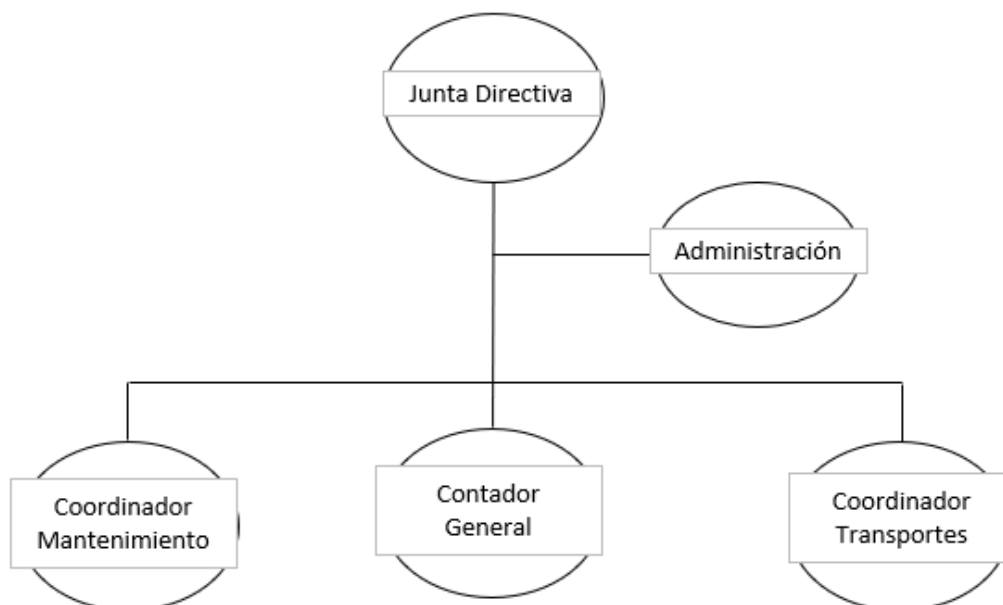 Junta Directiva
Administración
Coordinador
Mantenimiento
Contador
General
Coordinador
Transportes